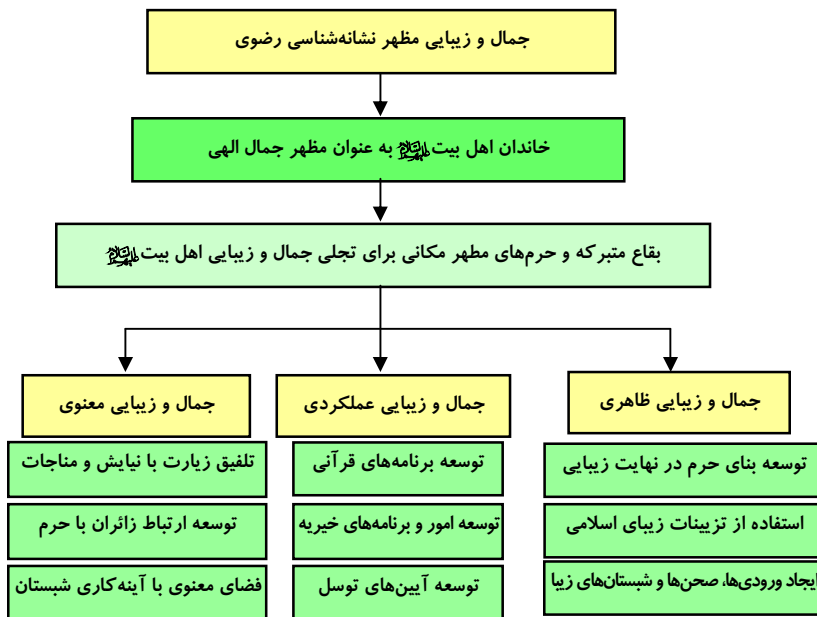 جمال و زیبایی مظهر نشانه‌شناسی رضوی
خاندان اهل بیت علیهم‌السلام به عنوان مظهر جمال الهی
بقاع متبرکه و حرم‌های مطهر مکانی برای تجلی جمال و زیبایی اهل بیت علیهم‌السلام
جمال و زیبایی ظاهری
توسعه بنای حرم در نهایت زیبایی
استفاده از تزیینات زیبای اسلامی
ایجاد ورودی‌ها، صحن‌ها و شبستان‌های زیبا
جمال و زیبایی عملکردی
توسعه برنامه‌های قرآنی
توسعه امور و برنامه‌های خیریه
توسعه آیین‌های توسل
جمال و زیبایی معنوی
تلفیق زیارت با نیایش و مناجات
توسعه ارتباط زائران با حرم
فضای معنوی با آینه‌کاری شبستان